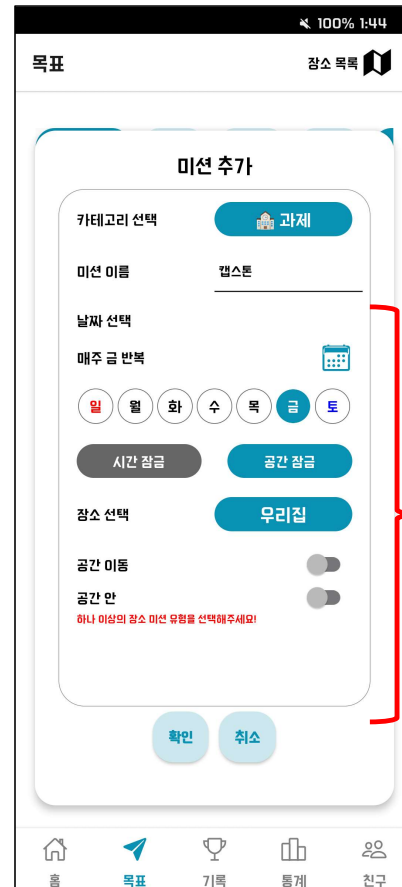 100% 1:44
목표
장소 목록
미션 추가
카테고리 선택
과제
미션 이름
캡스톤
날짜 선택
매주 금 반복
일 월 화 수 목 금 토
시간 잠금
공간 잠금
장소 선택
우리집
공간 이동
공간 안
하나 이상의 장소 미션 유형을 선택해주세요!
확인
취소
홈
목표
기록
통계
친구